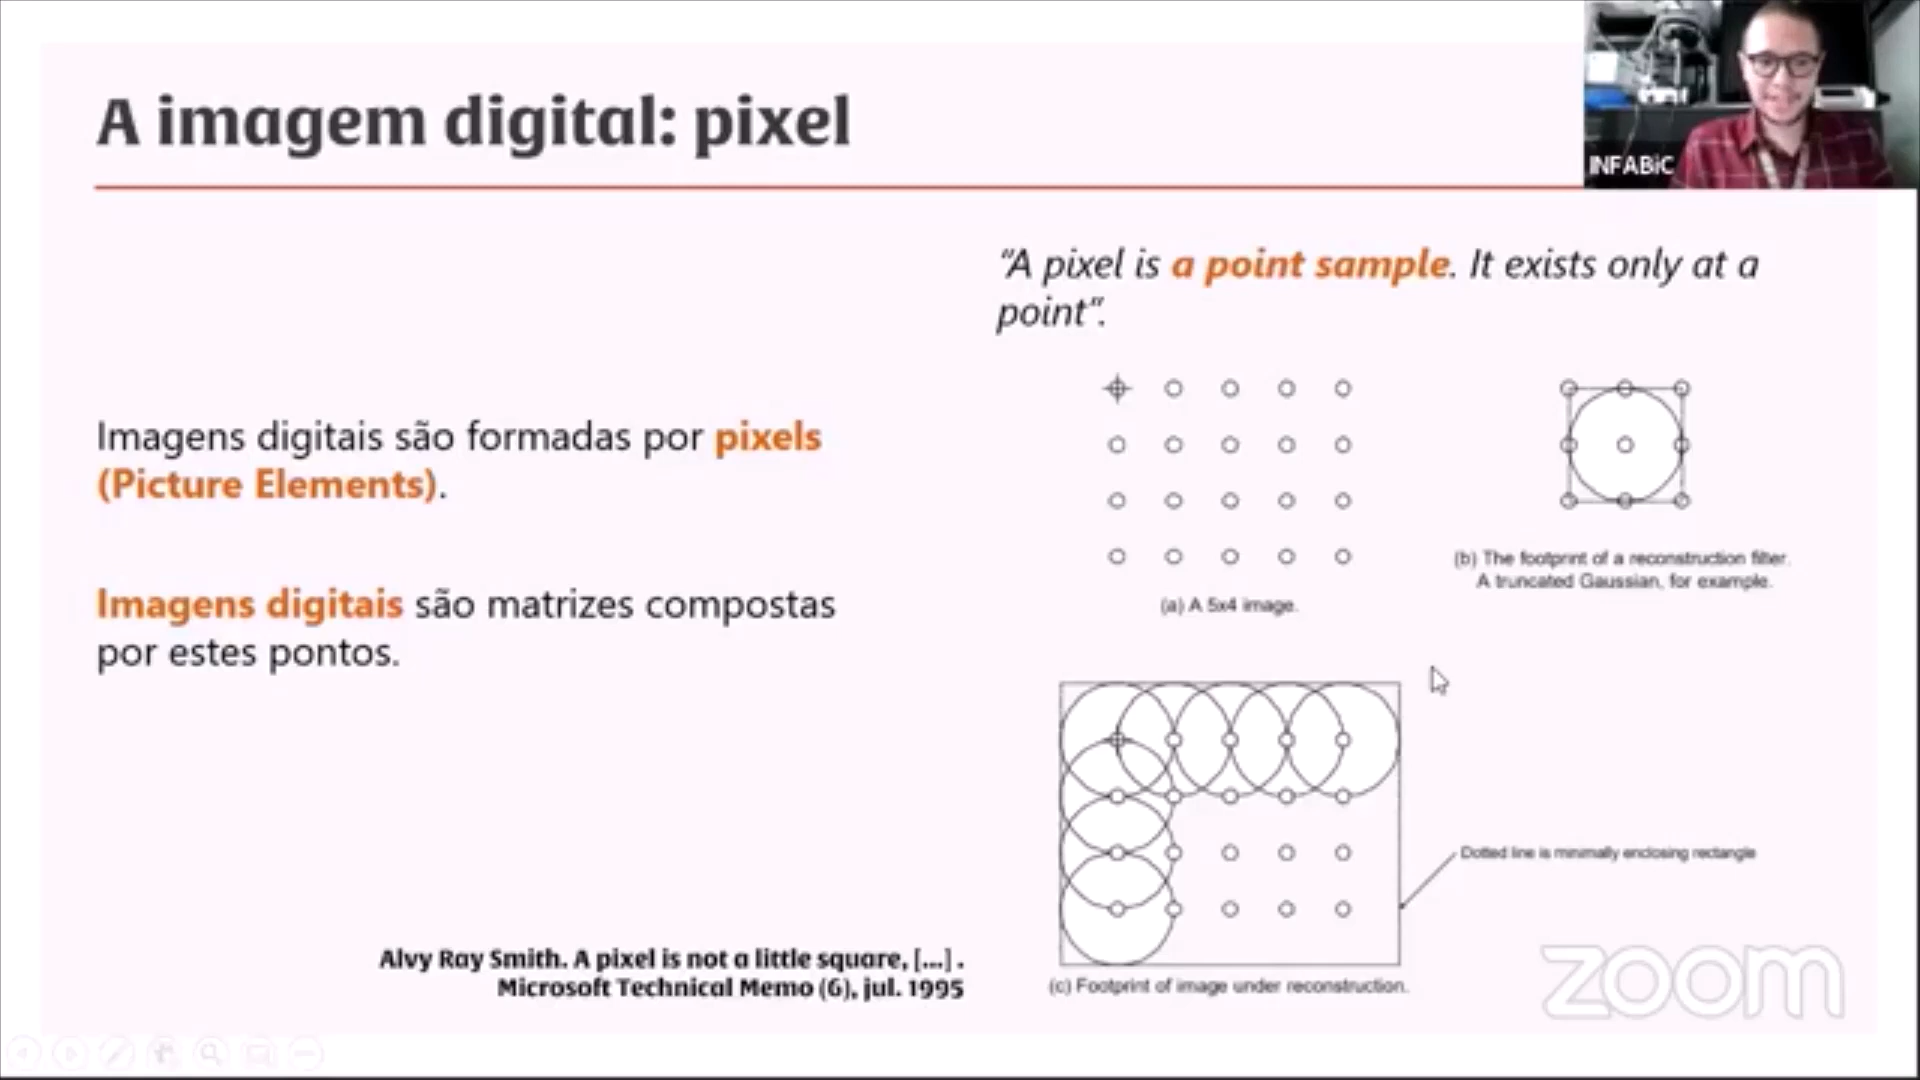 A imagem digital: pixel
INFABiC
"A pixel is a point sample. It exists only at a
point".
Imagens digitais são formadas por pixels
(Picture Elements).
Imagens digitais são matrizes compostas
por estes pontos.
(a) A 5x4 image.
(b) The footprint of a reconstruction filter.
A truncated Gaussian, for example.
Dotted line is minimally enclosing rectangle
(c) Footprint of image under reconstruction.
Alvy Ray Smith. A pixel is not a little square, [...] .
Microsoft Technical Memo (6), jul. 1995
zoom